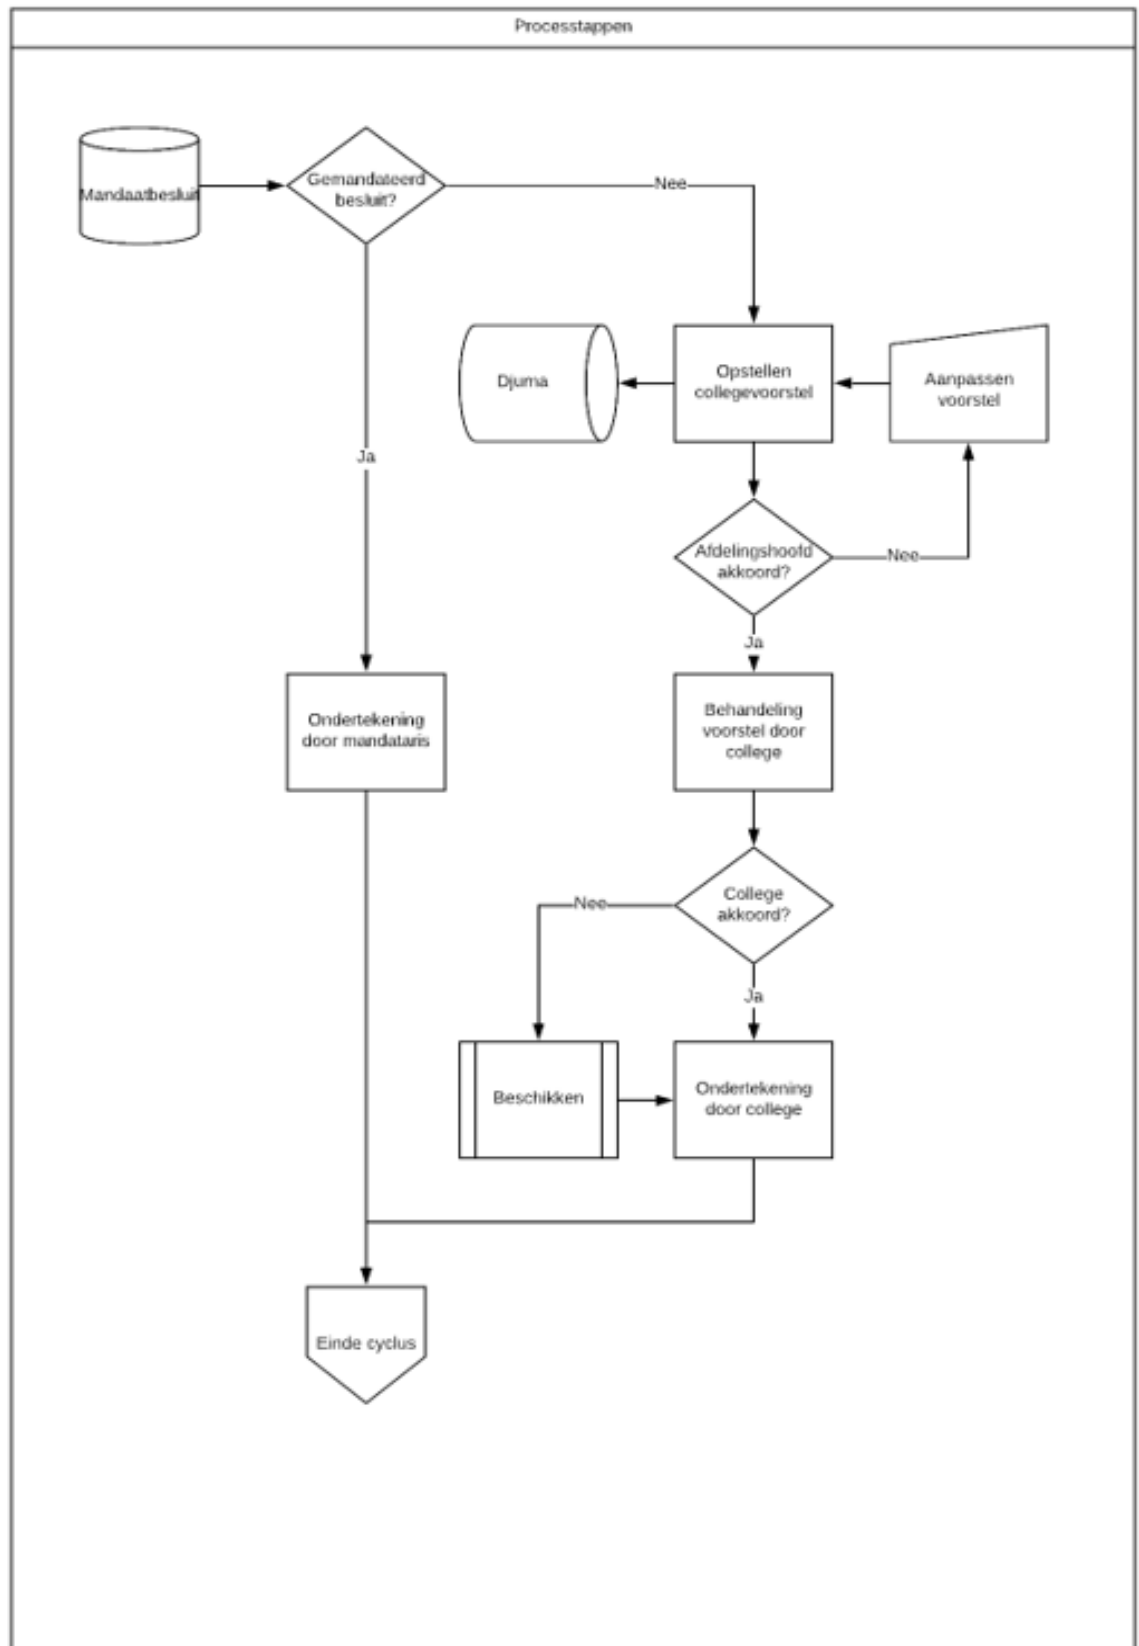 Processtappen
Mandaatbesluit
Gemandateerd
besluit?
Nee
Ja
Djuma
Opstellen
collegevoorstel
Aanpassen
voorstel
Afdelingshoofd
akkoord?
Nee
Ja
Ondertekening
door mandataris
Behandeling
voorstel door
college
College
akkoord?
Nee
Ja
Beschikken
Ondertekening
door college
Einde cyclus